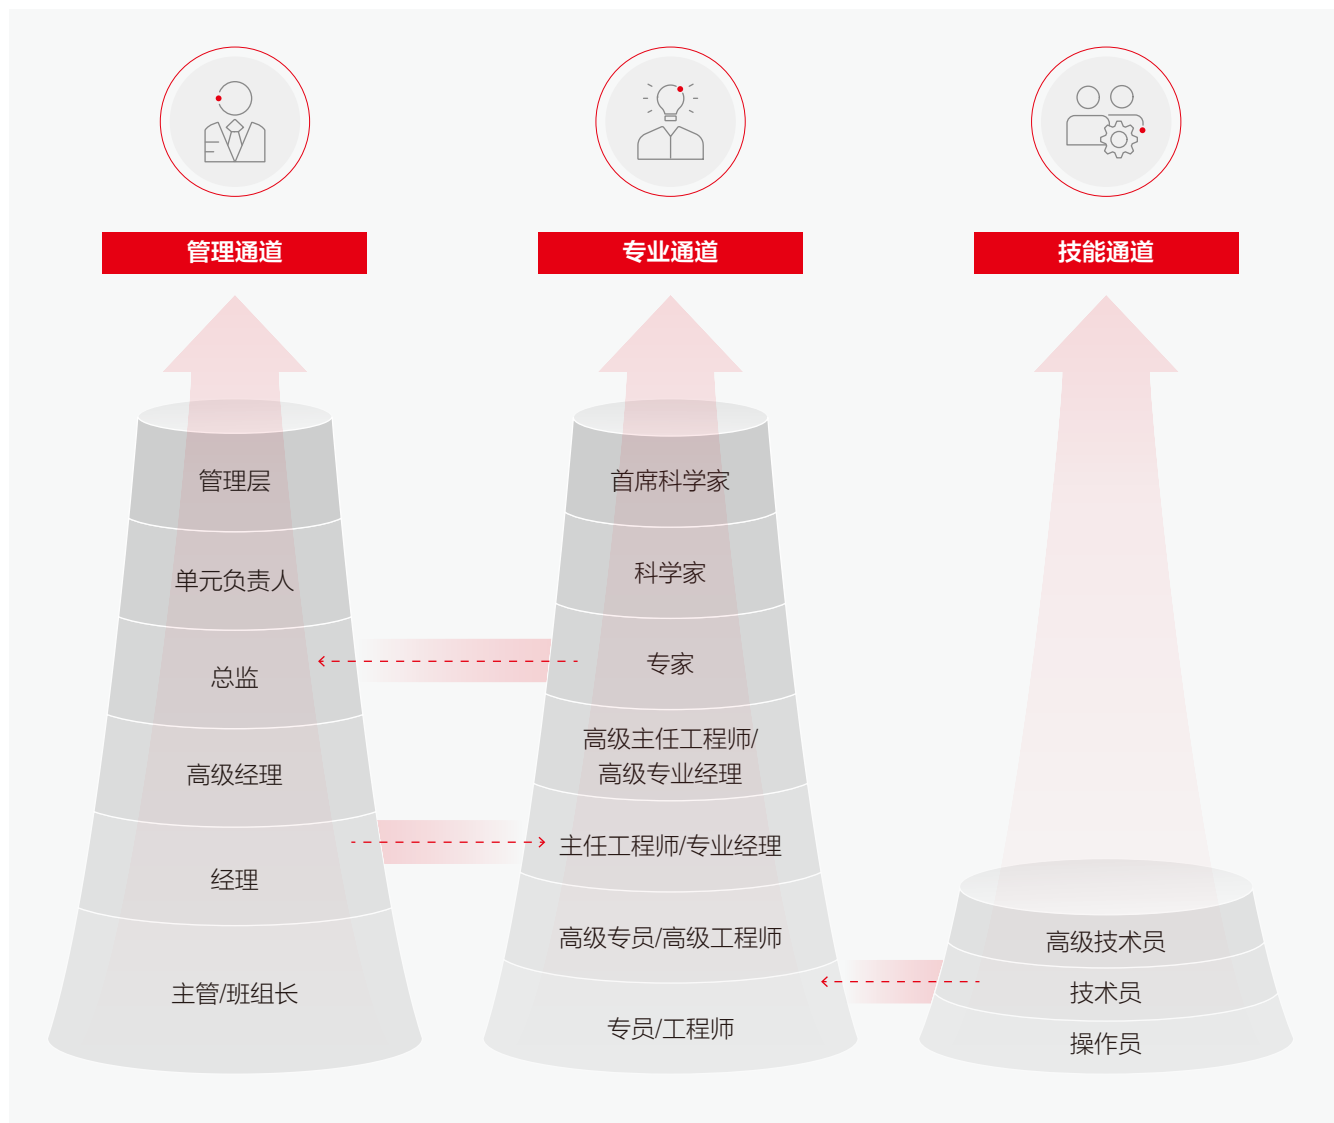 管理通道
管理层
单元负责人
总监
高级经理
经理
主管/班组长
专业通道
首席科学家
科学家
专家
高级主任工程师/
高级专业经理
主任工程师/专业经理
高级专员/高级工程师
专员/工程师
技能通道
高级技术员
技术员
操作员